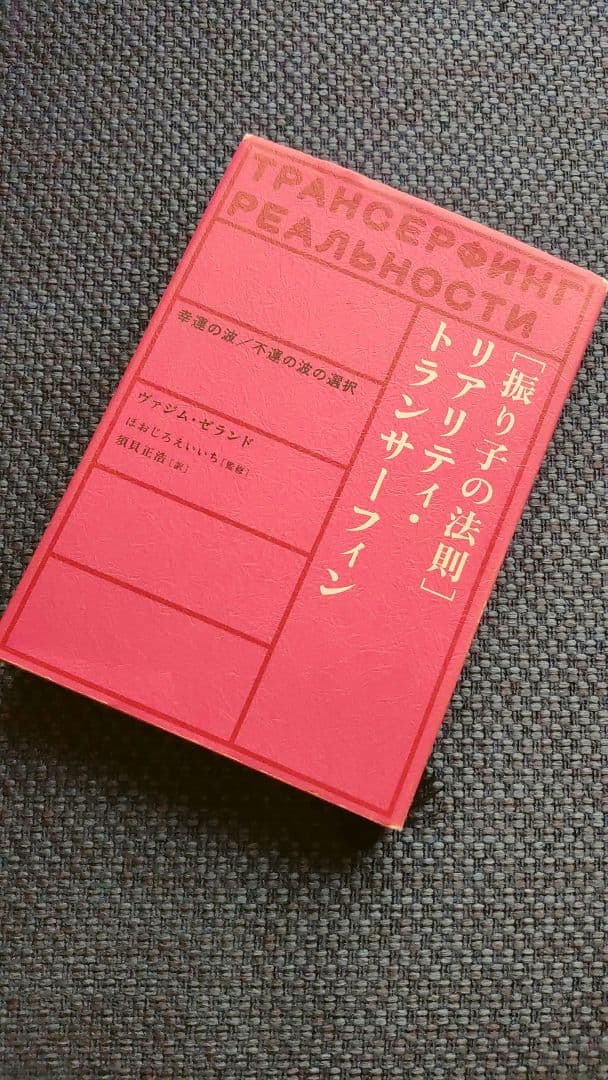 ТРАНСЕРФИНГ
РЕАЛЬНОСТИ
[振り子の法則]
リアリティ・
トランサーフィン
幸運の波／不運の波の選択
ヴァジム・ゼランド
ほおじろえいいち[監修]
須貝正浩[訳]